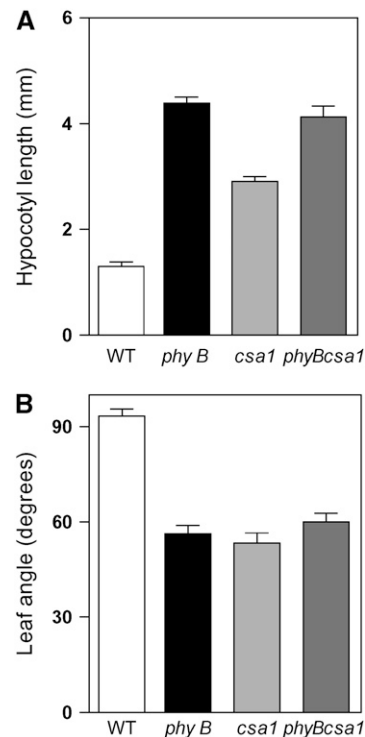 A
Hypocotyl length (mm)
6
4
2
0
WT phy B csa1 phyBcsa1
B
Leaf angle (degrees)
90
60
30
0
WT phy B csa1 phyBcsa1